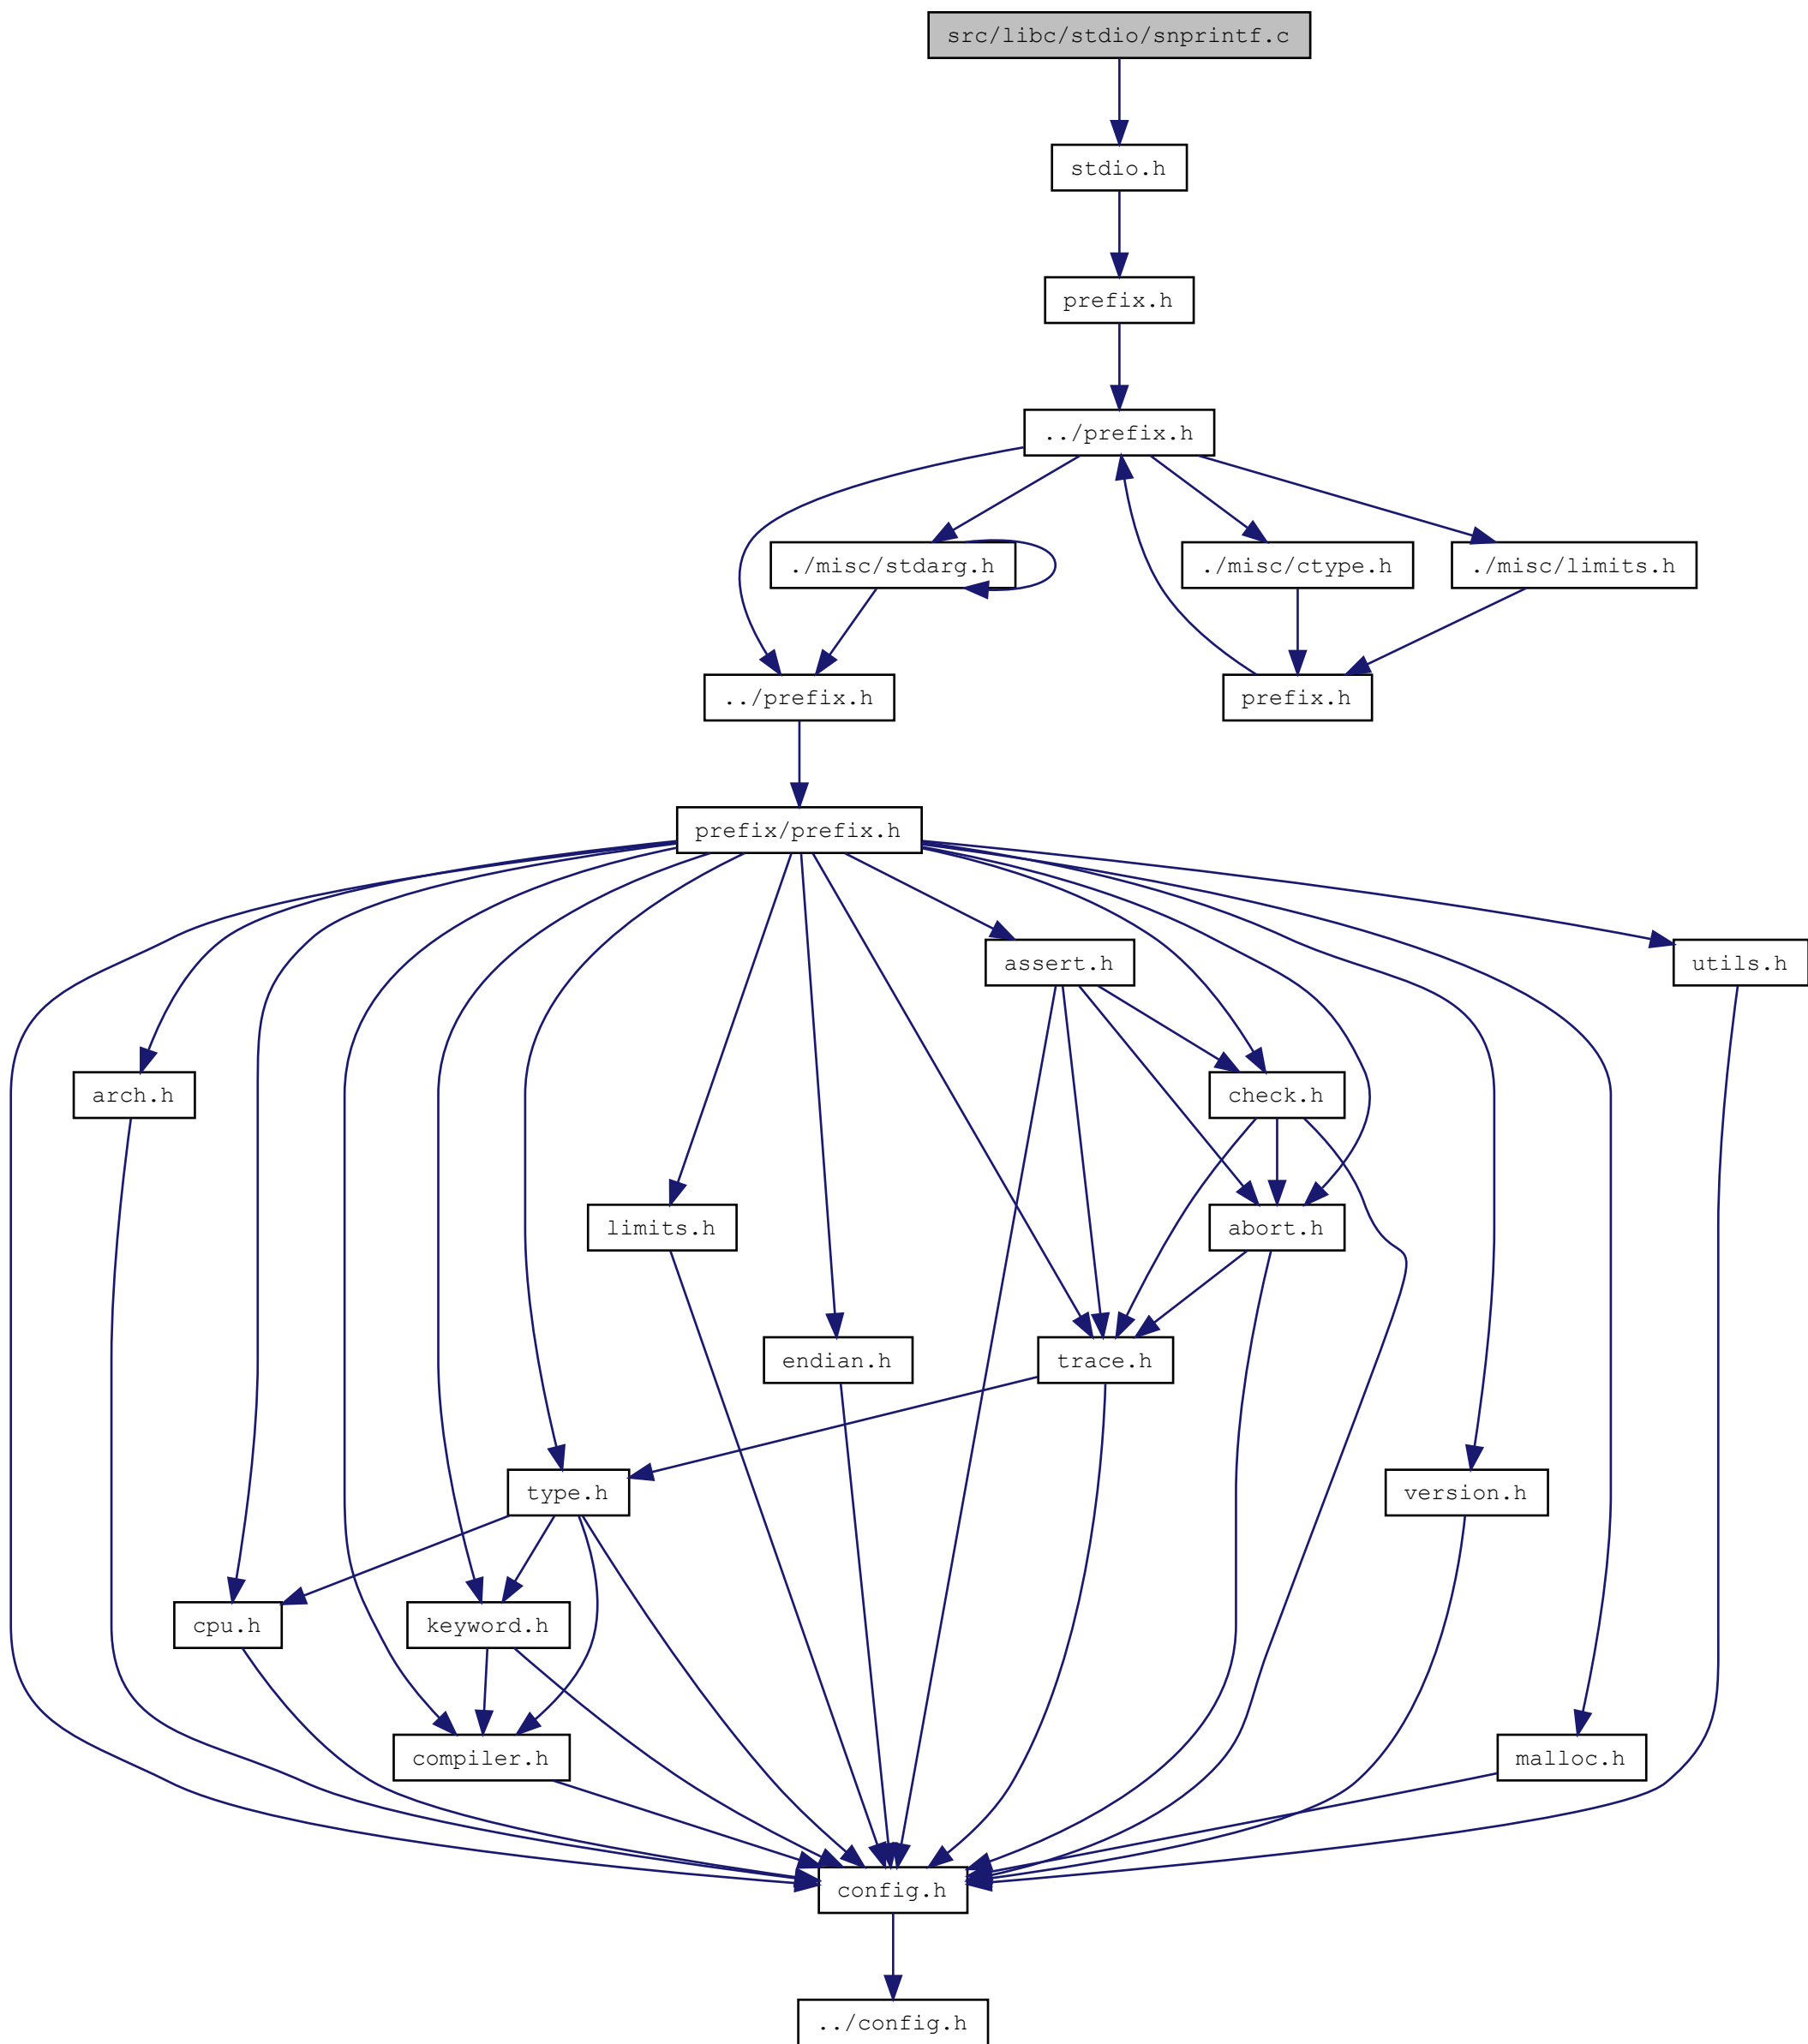 src/libc/stdio/snprintf.c
stdio.h
prefix.h
../prefix.h
./misc/stdarg.h
./misc/ctype.h
./misc/limits.h
../prefix.h
prefix.h
prefix/prefix.h
assert.h
utils.h
arch.h
check.h
limits.h
abort.h
endian.h
trace.h
type.h
version.h
cpu.h
keyword.h
compiler.h
malloc.h
config.h
../config.h